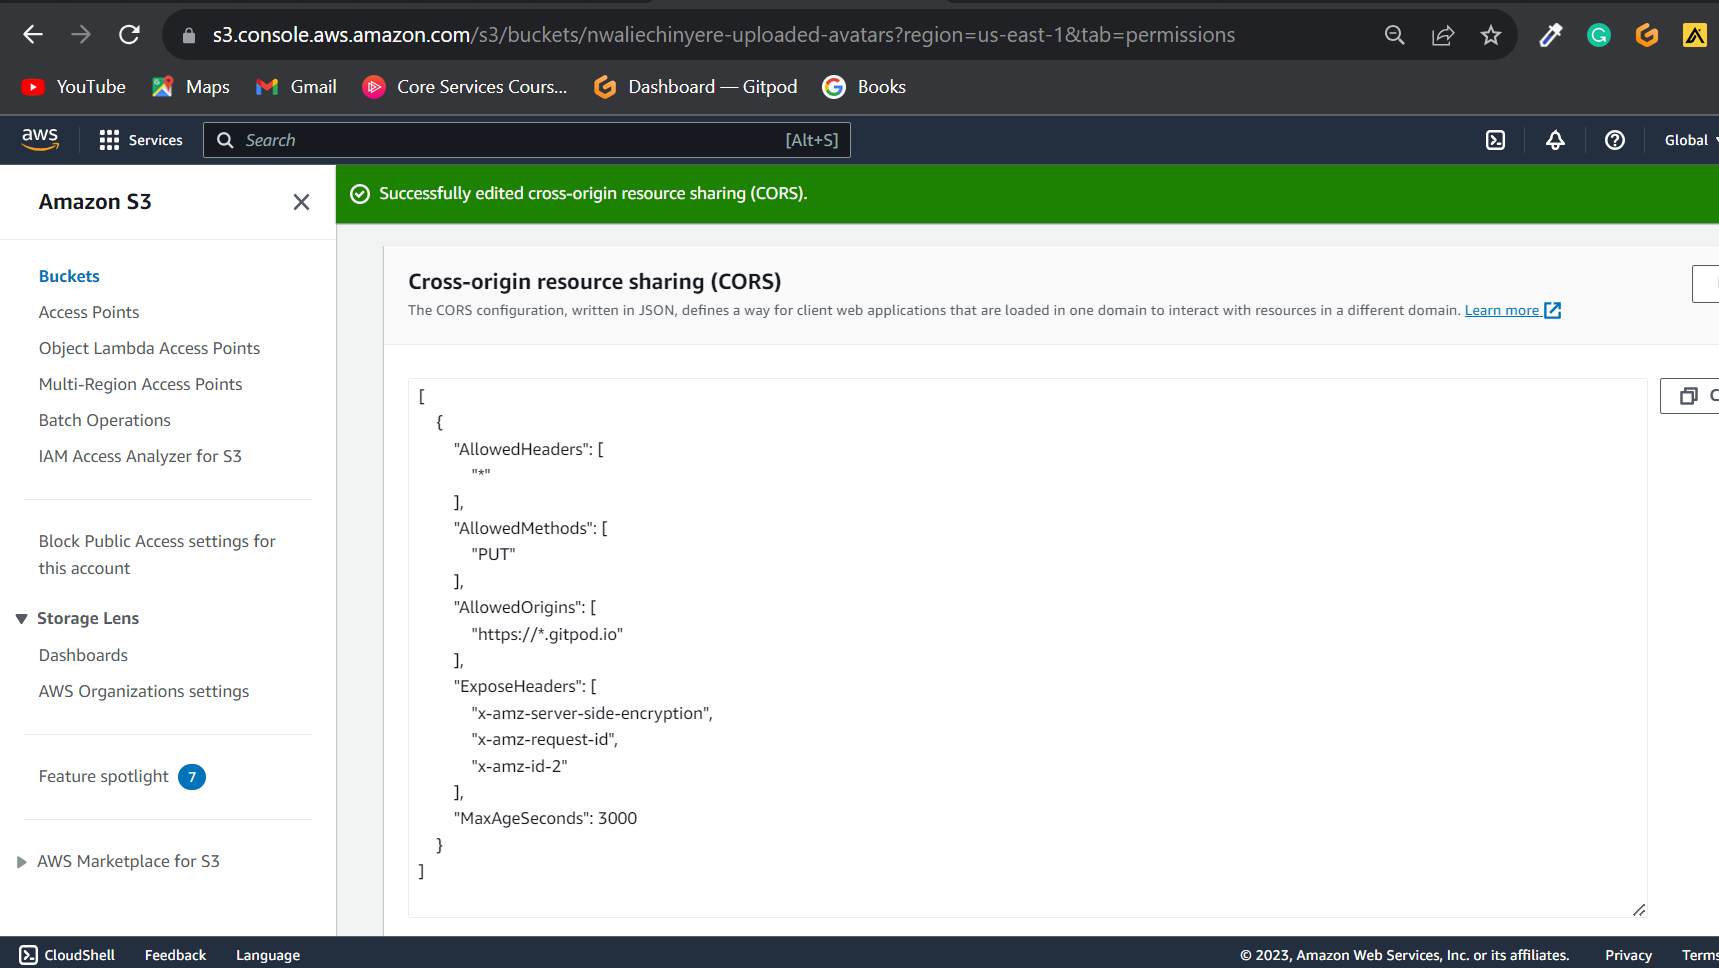 s3.console.aws.amazon.com/s3/buckets/nwaliechinyere-uploaded-avatars?region=us-east-1&tab=permissions
YouTube Maps Gmail Core Services Cours... Dashboard — Gitpod Books
aws Services Search [Alt+S] Global
Amazon S3
Successfully edited cross-origin resource sharing (CORS).
Buckets
Access Points
Object Lambda Access Points
Multi-Region Access Points
Batch Operations
IAM Access Analyzer for S3
Block Public Access settings for
this account
Storage Lens
Dashboards
AWS Organizations settings
Feature spotlight 7
AWS Marketplace for S3
Cross-origin resource sharing (CORS)
The CORS configuration, written in JSON, defines a way for client web applications that are loaded in one domain to interact with resources in a different domain. Learn more
[
{
"AllowedHeaders": [
"*"
],
"AllowedMethods": [
"PUT"
],
"AllowedOrigins": [
"https://*.gitpod.io"
],
"ExposeHeaders": [
"x-amz-server-side-encryption",
"x-amz-request-id",
"x-amz-id-2"
],
"MaxAgeSeconds": 3000
}
]
CloudShell Feedback Language © 2023, Amazon Web Services, Inc. or its affiliates. Privacy Terms